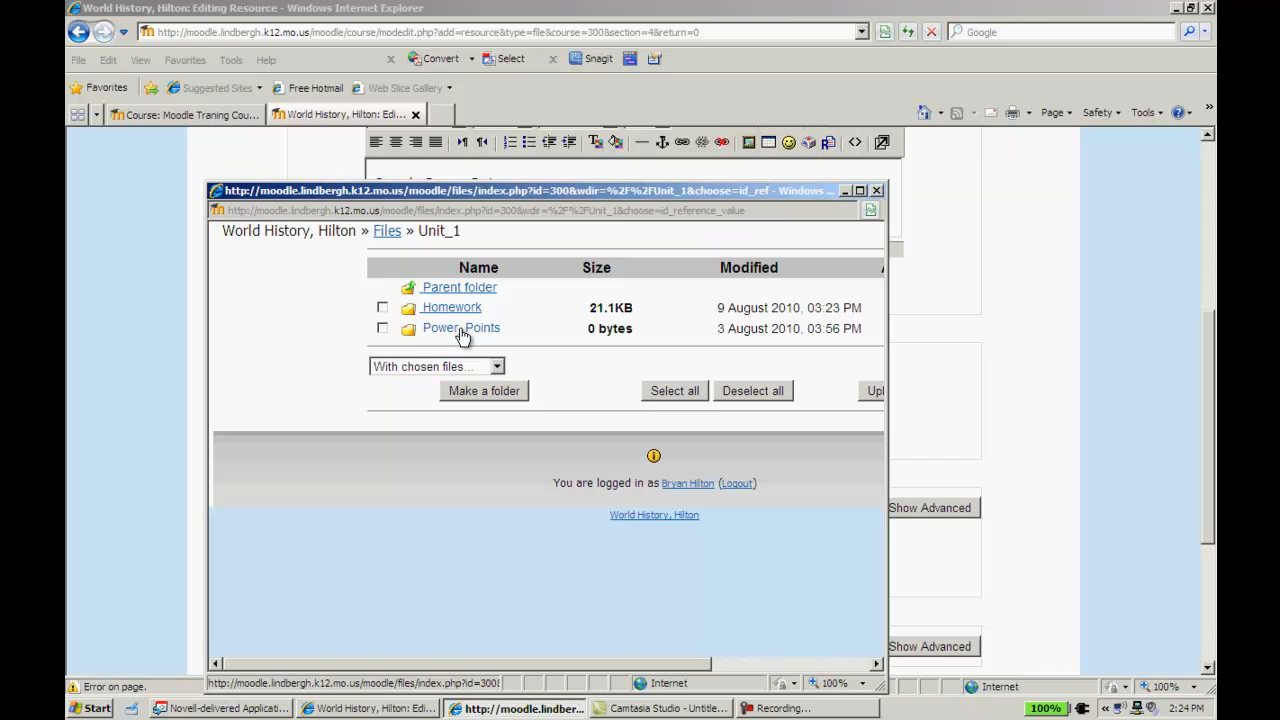 World History, Hilton: Editing Resource - Windows Internet Explorer
http://moodle.lindbergh.k12.mo.us/moodle/course/modedit.php?add=resource&type=file&course=300&section=4&return=0
Google
File Edit View Favorites Tools Help
Convert Select Snagit
Favorites Suggested Sites Free Hotmail Web Slice Gallery
Course: Moodle Traning Cou... World History, Hilton: Edi...
Page Safety Tools
http://moodle.lindbergh.k12.mo.us/moodle/files/index.php?id=300&wdir=%2F%2FUnit_1&choose=id_ref - Windows ...
http://moodle.lindbergh.k12.mo.us/moodle/files/index.php?id=300&wdir=%2F%2FUnit_1&choose=id_reference_value
World History, Hilton » Files » Unit_1
Name Size Modified
Parent folder
Homework 21.1KB 9 August 2010, 03:23 PM
Power_Points 0 bytes 3 August 2010, 03:56 PM
With chosen files...
Make a folder Select all Deselect all Upl
You are logged in as Bryan Hilton (Logout)
World History, Hilton
Show Advanced
Show Advanced
http://moodle.lindbergh.k12.mo.us/moodle/files/index.php?id=300 Internet 100%
Error on page. Internet 100%
Start Novell-delivered Applicati... World History, Hilton: Edi... http://moodle.lindber... Camtasia Studio - Untitle... Recording... 100% 2:24 PM